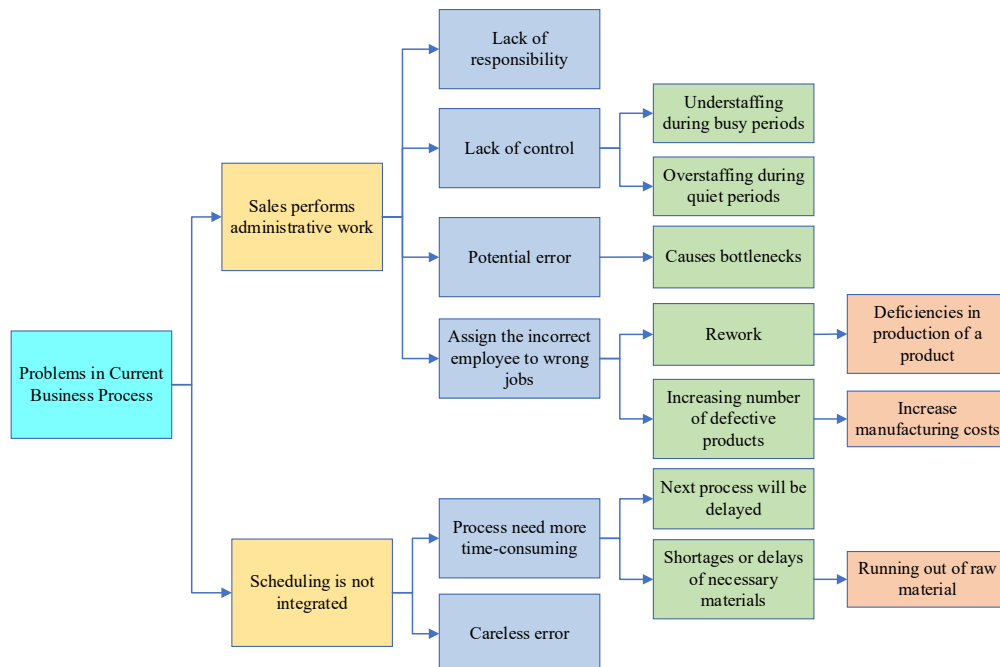 Problems in Current
Business Process
Sales performs
administrative work
Scheduling is not
integrated
Lack of
responsibility
Lack of control
Potential error
Assign the incorrect
employee to wrong
jobs
Process need more
time-consuming
Careless error
Understaffing
during busy periods
Overstaffing during
quiet periods
Causes bottlenecks
Rework
Increasing number
of defective
products
Next process will be
delayed
Shortages or delays
of necessary
materials
Deficiencies in
production of a
product
Increase
manufacturing costs
Running out of raw
material